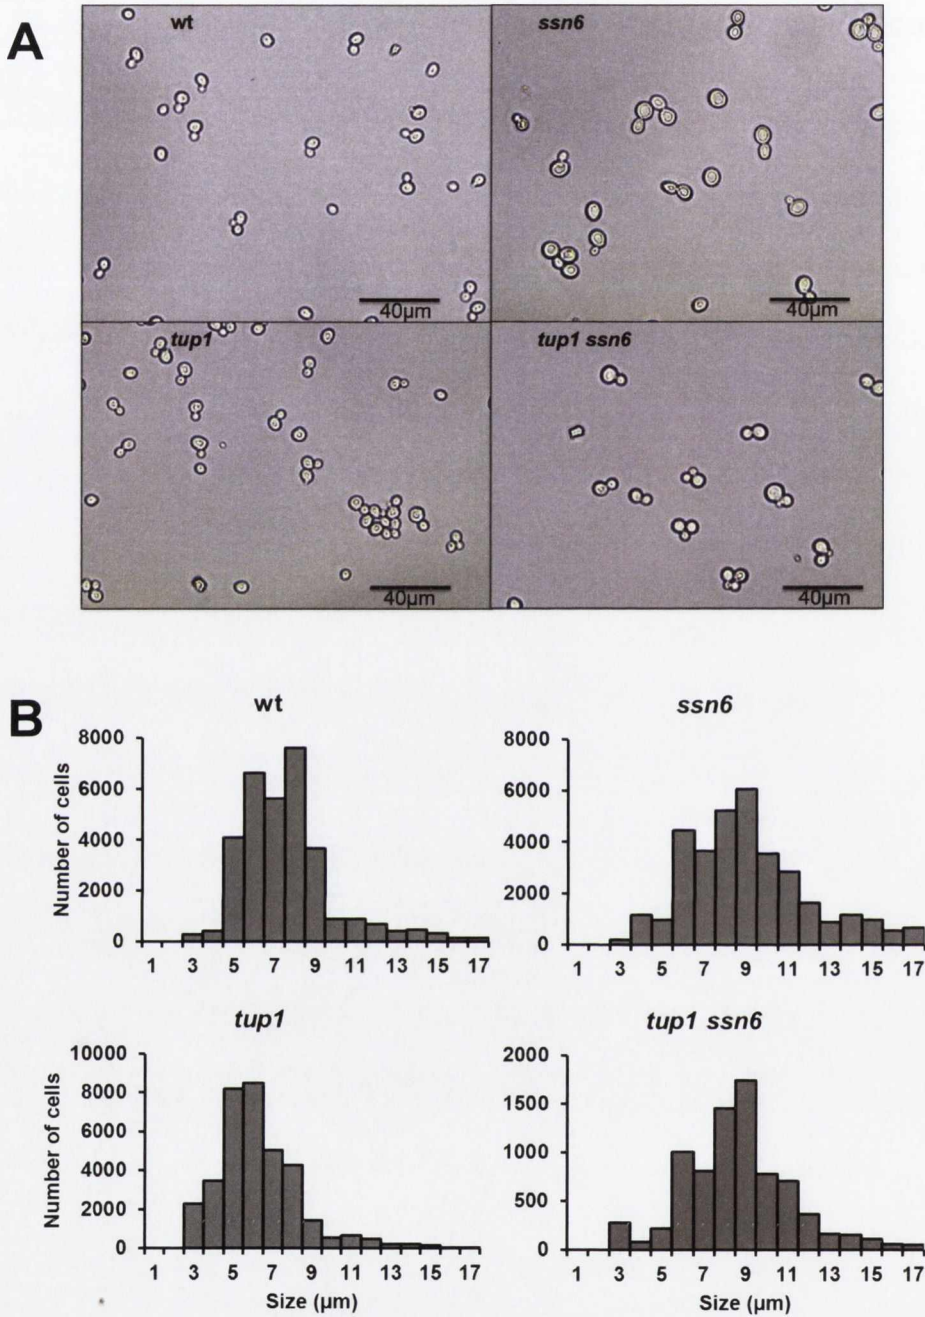 A
wt
ssn6
40µm
40µm
tup1
tup1 ssn6
40µm
40µm
B
wt
ssn6
Number of cells
8000
6000
4000
2000
0
1 3 5 7 9 11 13 15 17
8000
6000
4000
2000
0
1 3 5 7 9 11 13 15 17
tup1
tup1 ssn6
Number of cells
10000
8000
6000
4000
2000
0
1 3 5 7 9 11 13 15 17
Size (µm)
2000
1500
1000
500
0
1 3 5 7 9 11 13 15 17
Size (µm)